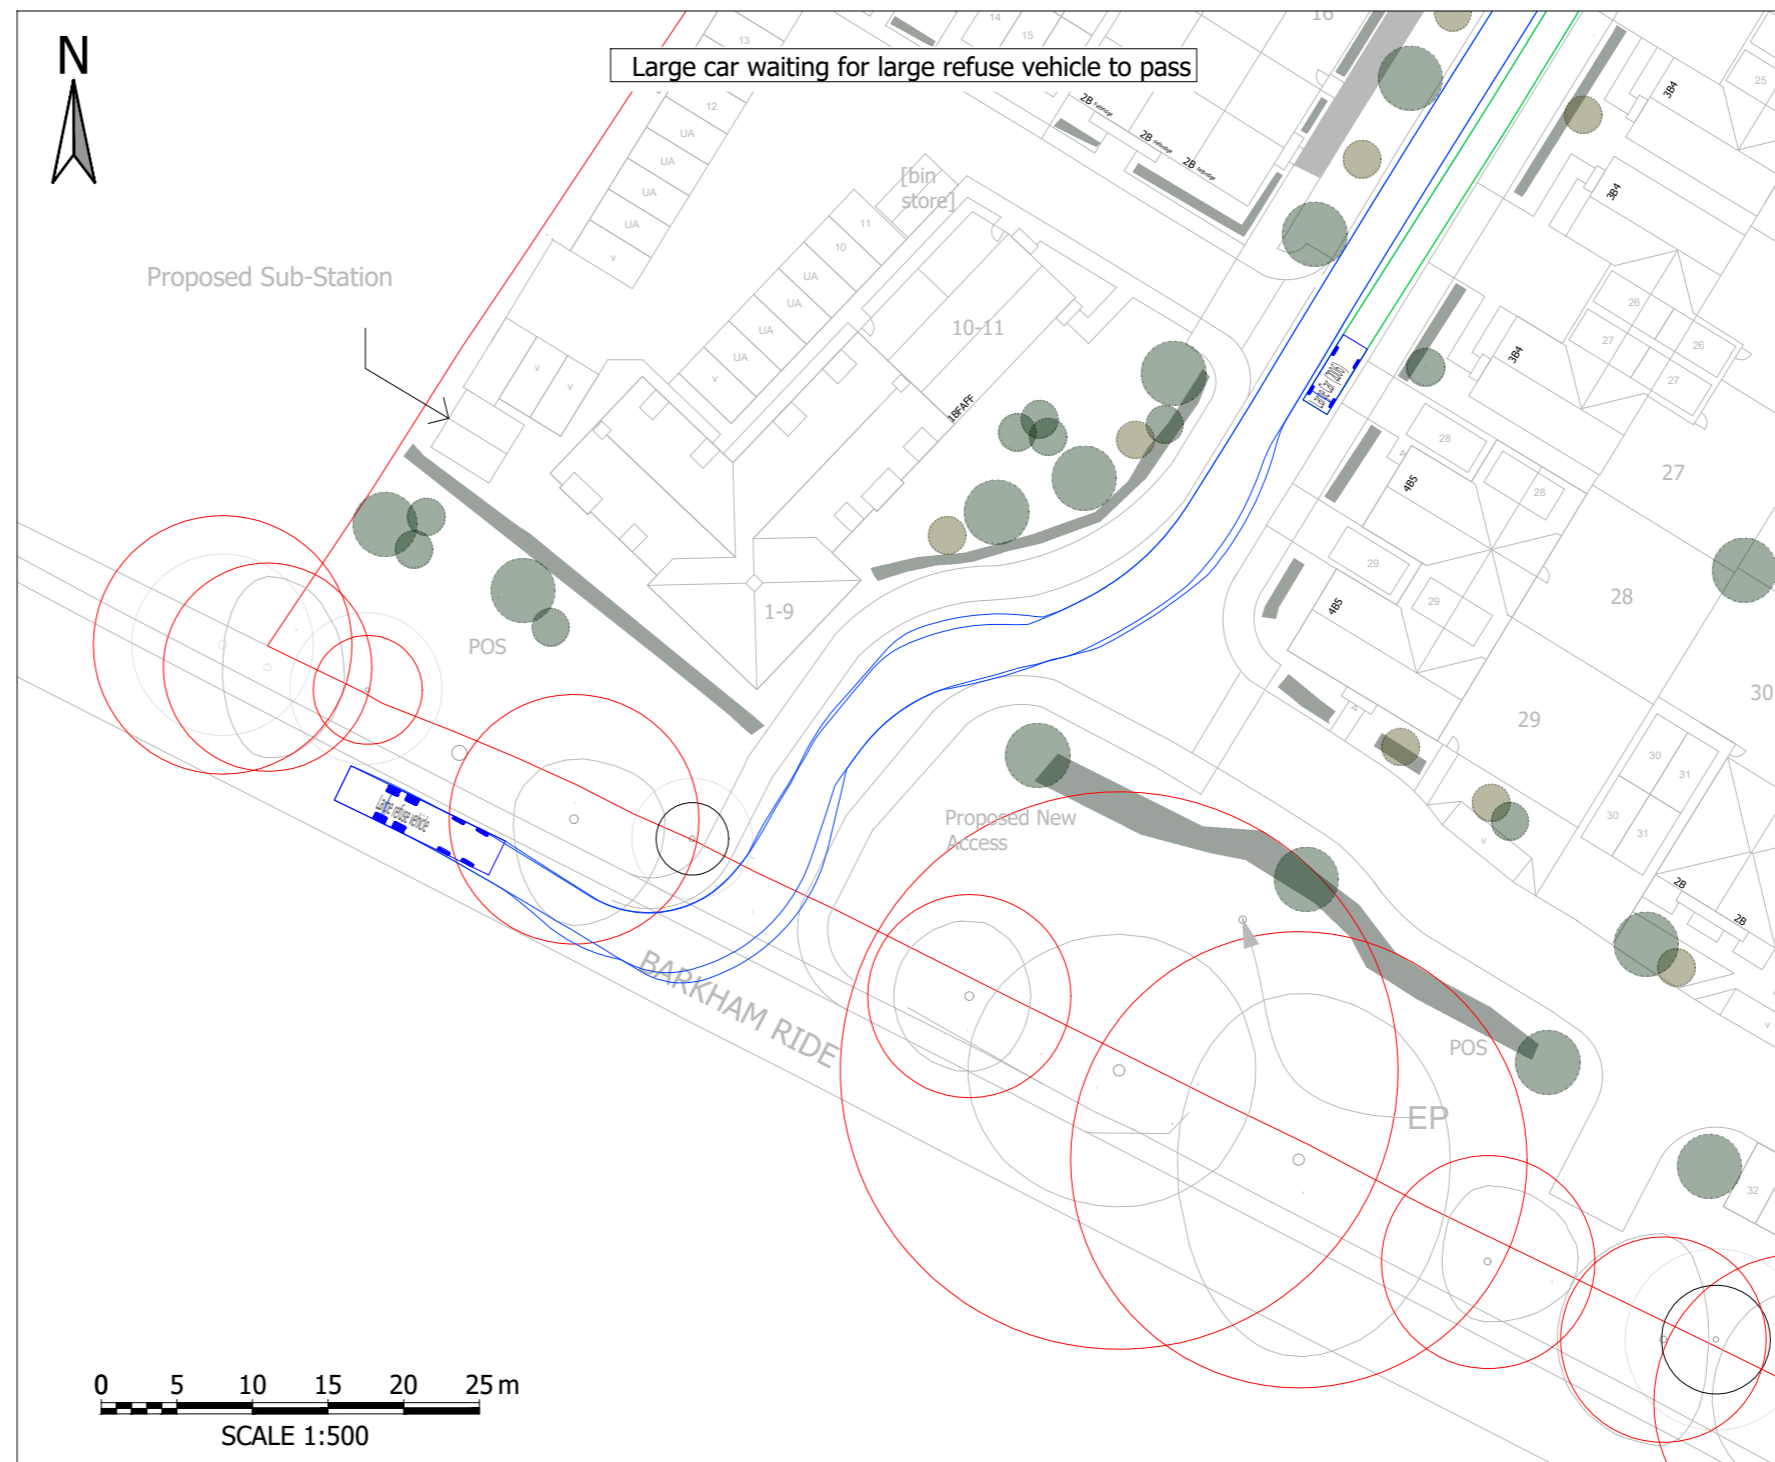 N
Large car waiting for large refuse vehicle to pass
16
14
15
13
12
UA
UA
UA
UA
v
[bin
store]
11
10
UA
UA
UA
UA
v
2B
2B
2B
25
3B4
3B4
3B4
Proposed Sub-Station
10-11
1BFAFF
v
v
26
27
26
27
28
28
4B5
27
29
29
4B5
28
1-9
POS
29
30
30
31
30
31
v
2B
2B
v
Large refuse vehicle
Proposed New
Access
BARKHAM RIDE
POS
EP
32
0 5 10 15 20 25 m
SCALE 1:500